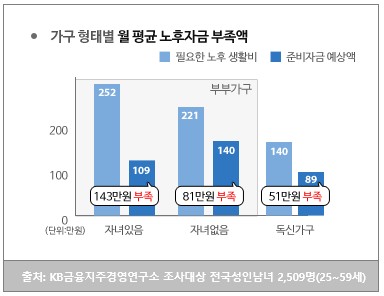 • 가구 형태별 월 평균 노후자금 부족액
필요한 노후 생활비 준비자금 예상액
부부가구
252
221
140
140
109
89
200
100
0
143만원 부족 81만원 부족 51만원 부족
(단위:만원) 자녀있음 자녀없음 독신가구
출처: KB금융지주경영연구소 조사대상 전국성인남녀 2,509명(25~59세)